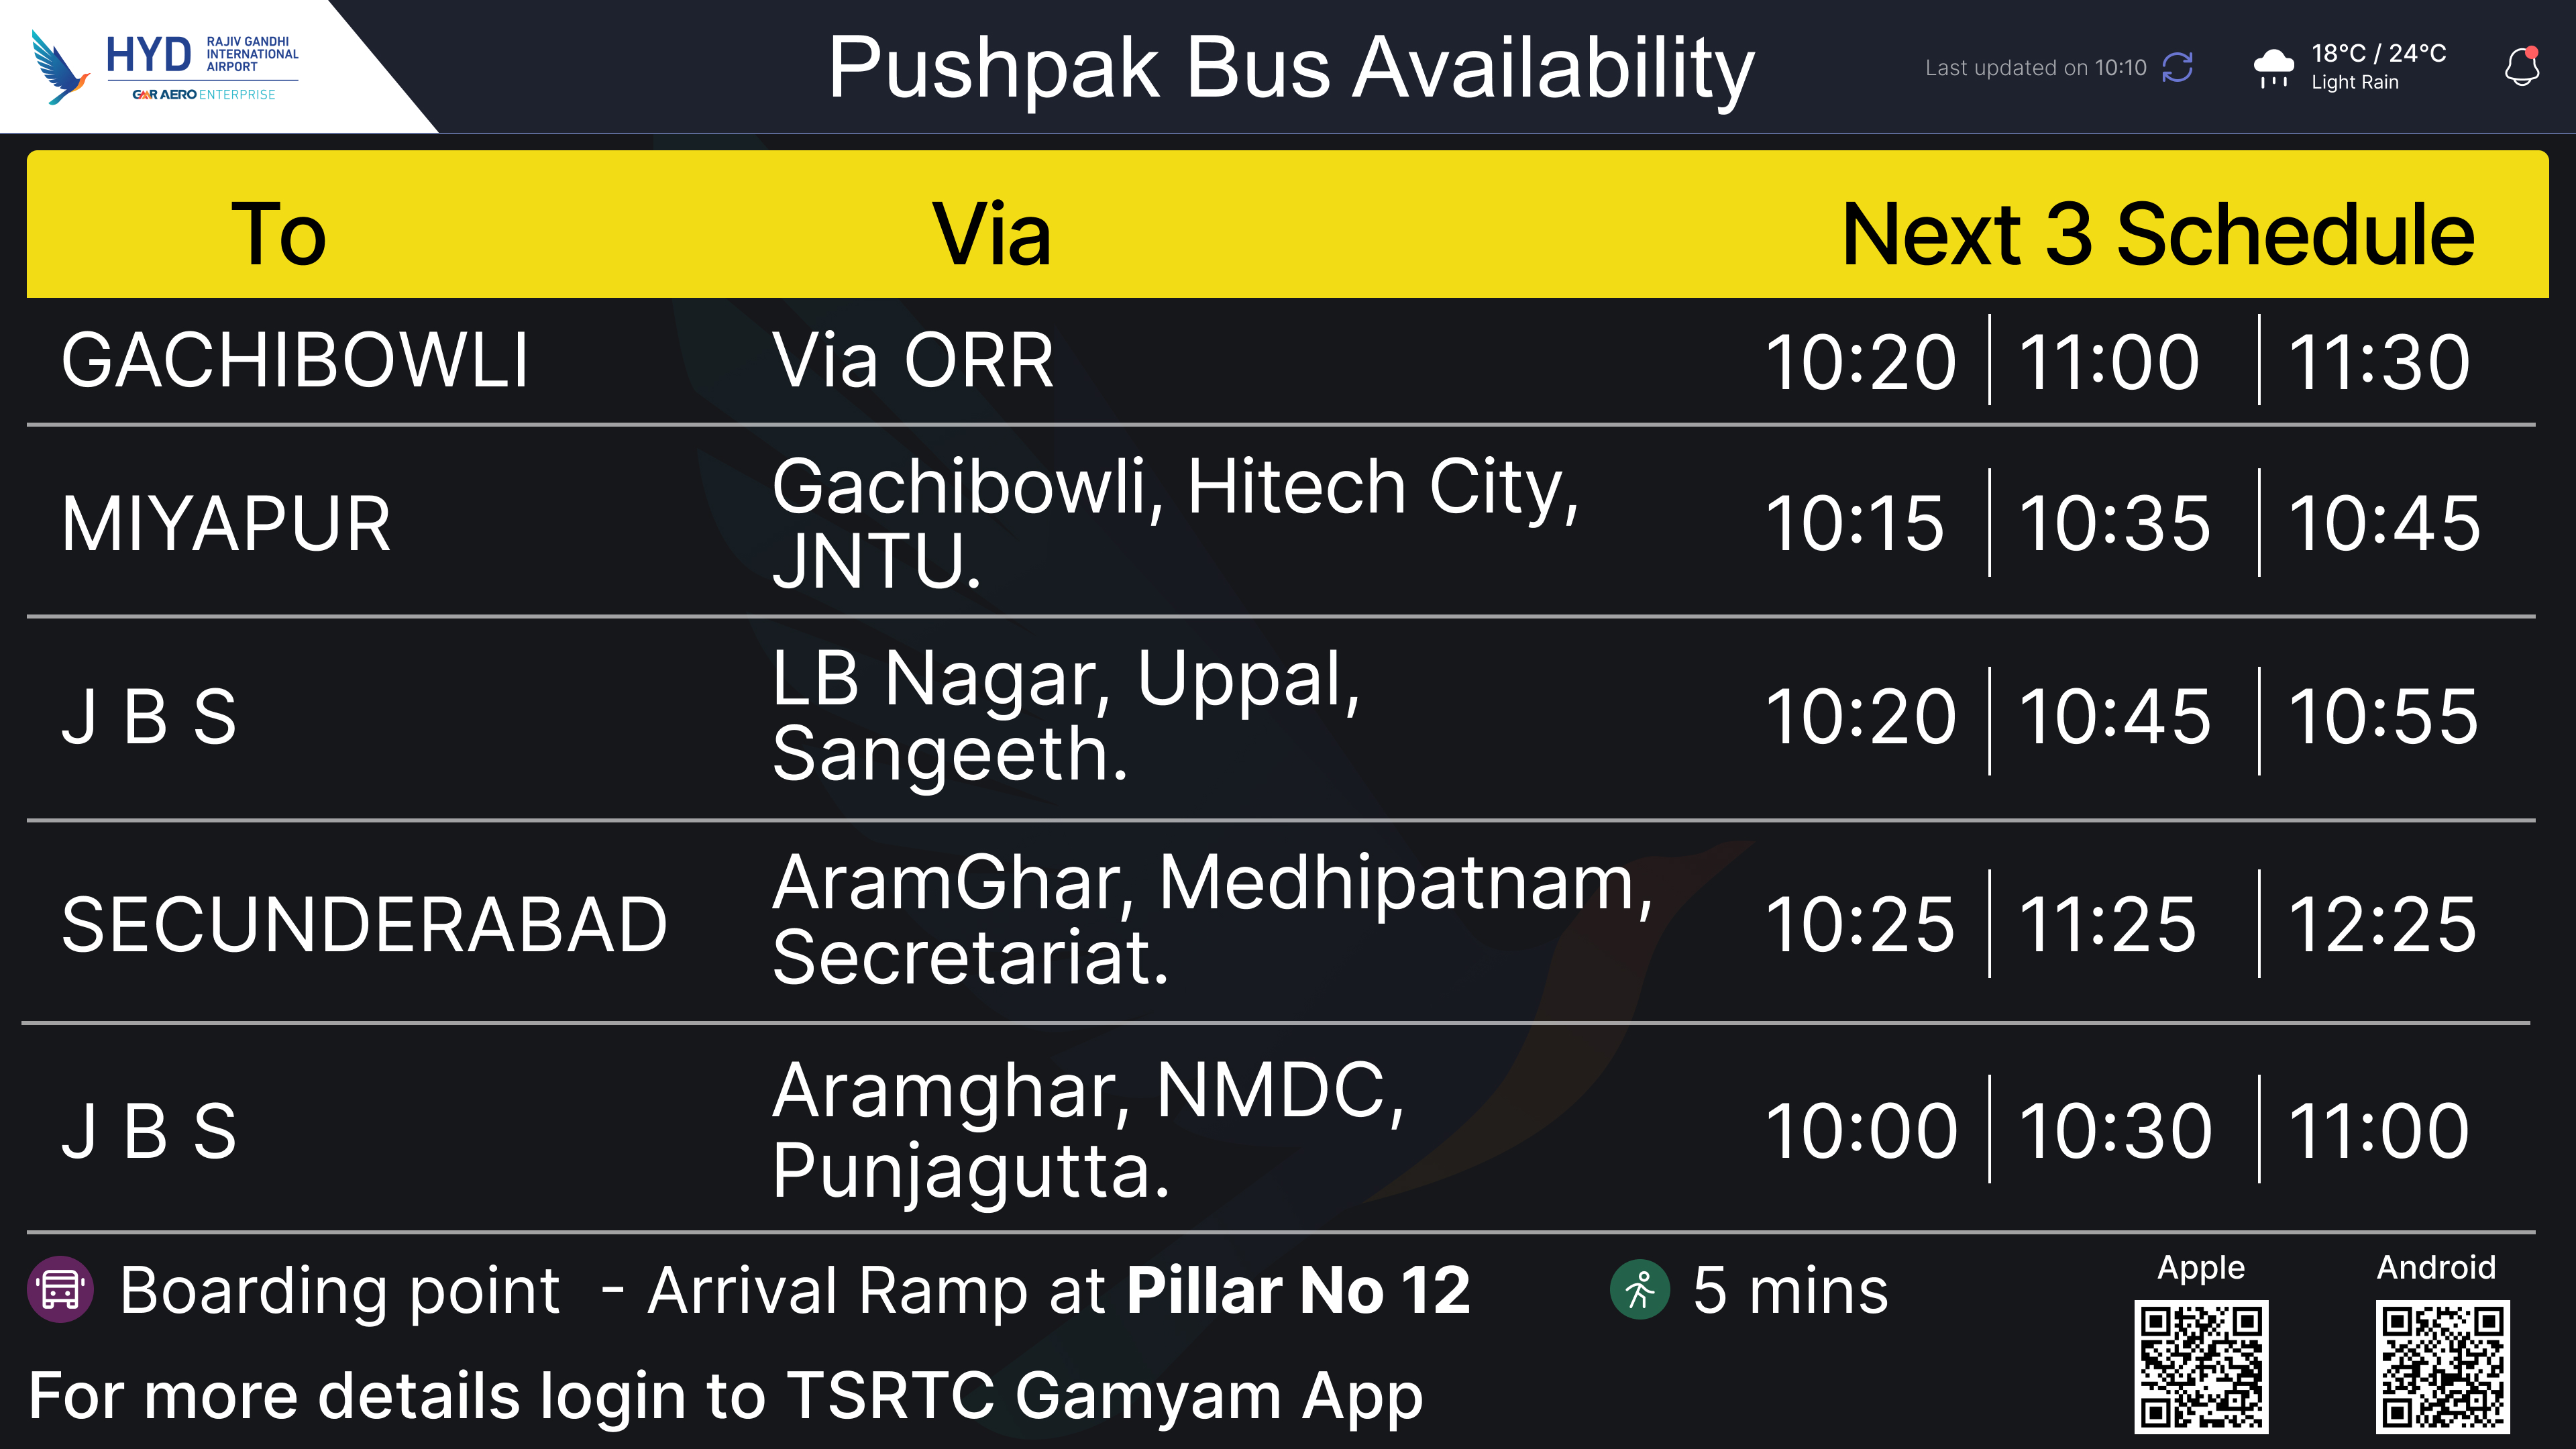 HYD
RAJIV GANDHI
INTERNATIONAL
AIRPORT
GMR AERO ENTERPRISE
Pushpak Bus Availability
Last updated on 10:10
18°C / 24°C
Light Rain
To Via Next 3 Schedule
GACHIBOWLI Via ORR 10:20 11:00 11:30
MIYAPUR Gachibowli, Hitech City,
JNTU. 10:15 10:35 10:45
J B S LB Nagar, Uppal,
Sangeeth. 10:20 10:45 10:55
SECUNDERABAD AramGhar, Medhipatnam,
Secretariat. 10:25 11:25 12:25
J B S Aramghar, NMDC,
Punjagutta. 10:00 10:30 11:00
Boarding point - Arrival Ramp at Pillar No 12 5 mins
Apple Android
For more details login to TSRTC Gamyam App